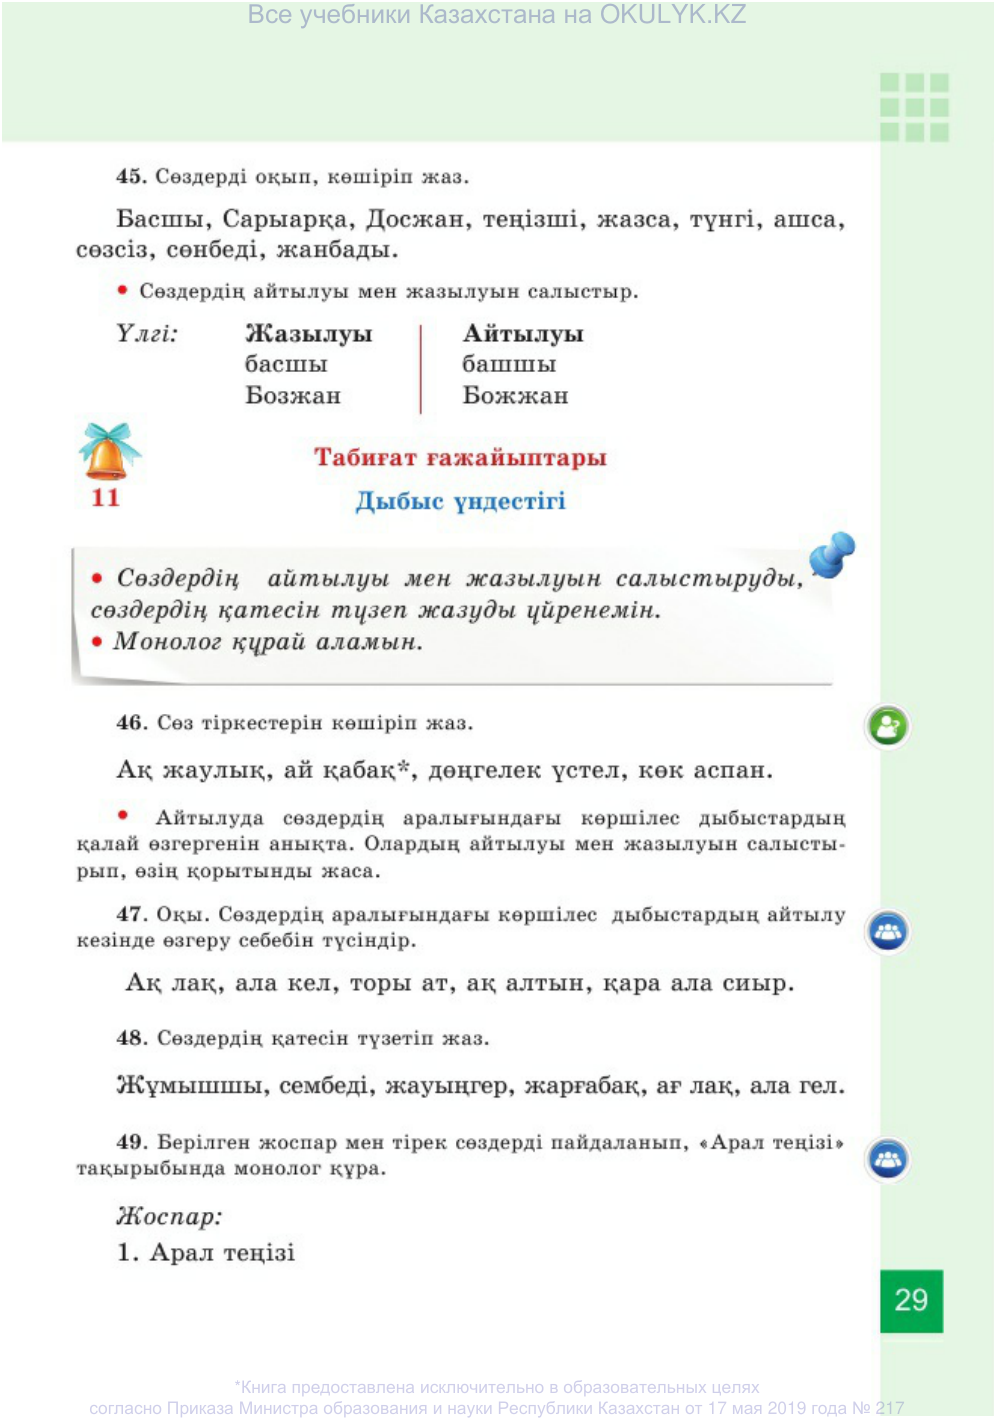 Все учебники Казахстана на OKULYK.KZ
45. Сөздерді оқып, көшіріп жаз.
Басшы, Сарыарқа, Досжан, теңізші, жазса, түнгі, ашса,
сөзсіз, сөнбеді, жанбады.
• Сөздердің айтылуы мен жазылуын салыстыр.
Үлгі: Жазылуы Айтылуы
басшы башшы
Бозжан Божжан
Табиғат ғажайыптары
11
Дыбыс үндестігі
• Сөздердің айтылуы мен жазылуын салыстыруды,
сөздердің қатесін түзеп жазуды үйренемін.
• Монолог құрай аламын.
46. Сөз тіркестерін көшіріп жаз.
Ақ жаулық, ай қабақ*, дөңгелек үстел, көк аспан.
• Айтылуда сөздердің аралығындағы көршілес дыбыстардың
қалай өзгергенін анықта. Олардың айтылуы мен жазылуын салысты-
рып, өзің қорытынды жаса.
47. Оқы. Сөздердің аралығындағы көршілес дыбыстардың айтылу
кезінде өзгеру себебін түсіндір.
Ақ лақ, ала кел, торы ат, ақ алтын, қара ала сиыр.
48. Сөздердің қатесін түзетіп жаз.
Жұмышшы, сембеді, жауыңгер, жарғабақ, ағ лақ, ала гел.
49. Берілген жоспар мен тірек сөздерді пайдаланып, «Арал теңізі»
тақырыбында монолог құра.
Жоспар:
1. Арал теңізі
29
*Книга предоставлена исключительно в образовательных целях
согласно Приказа Министра образования и науки Республики Казахстан от 17 мая 2019 года № 217